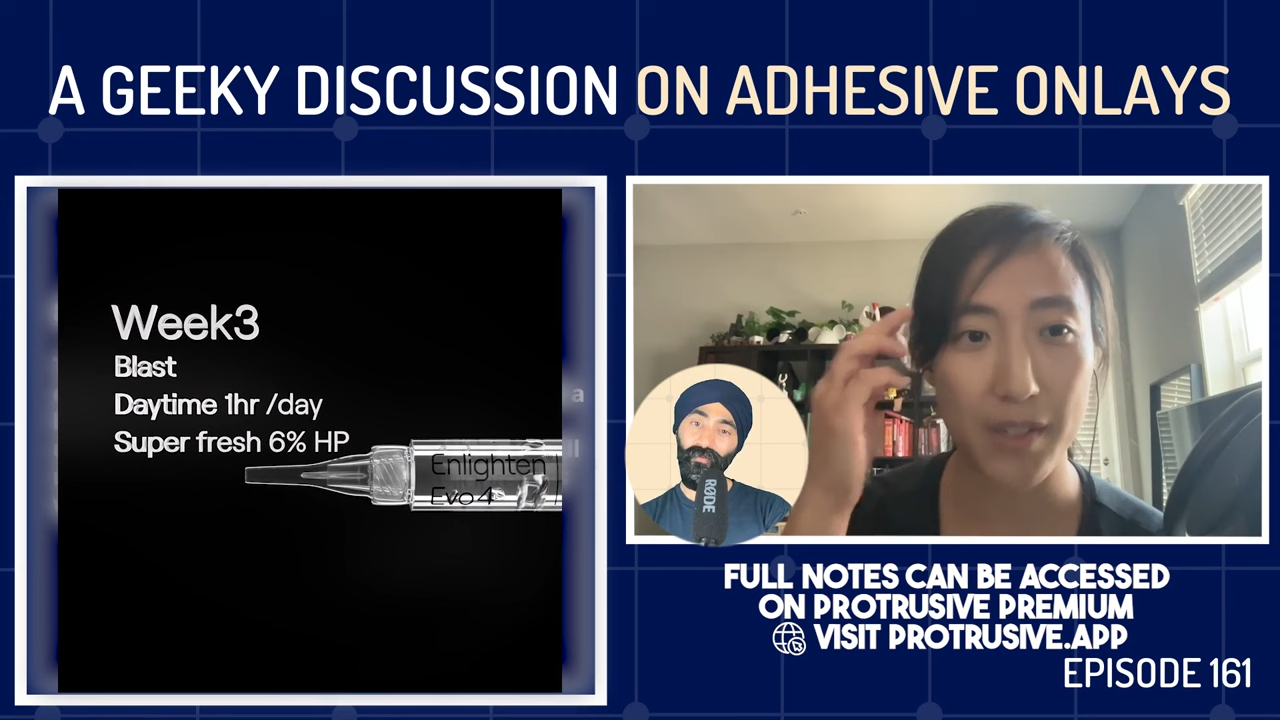 A GEEKY DISCUSSION ON ADHESIVE ONLAYS
Week3
Blast
Daytime 1hr /day
Super fresh 6% HP
Enlighten
Evo4
RØDE
FULL NOTES CAN BE ACCESSED
ON PROTRUSIVE PREMIUM
VISIT PROTRUSIVE.APP
EPISODE 161